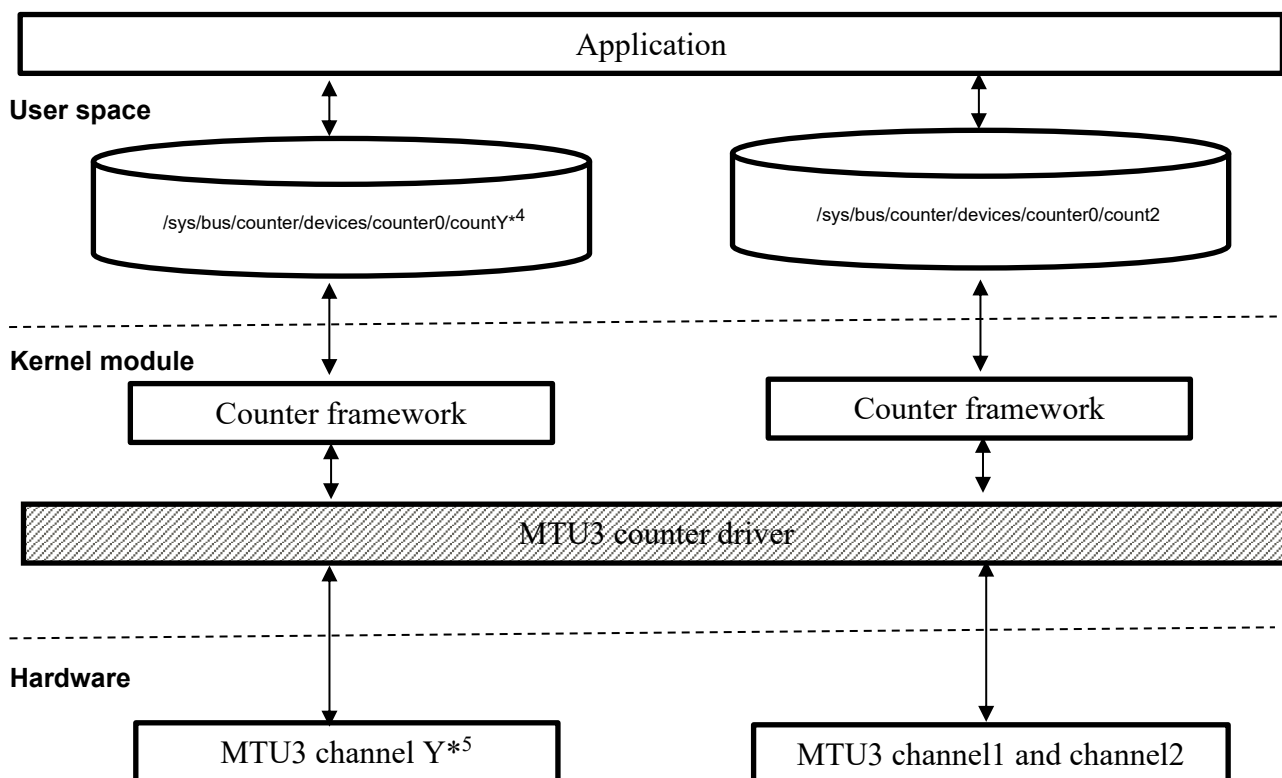 Application
User space
/sys/bus/counter/devices/counter0/countY*4
/sys/bus/counter/devices/counter0/count2
Kernel module
Counter framework
Counter framework
MTU3 counter driver
Hardware
MTU3 channel Y*5
MTU3 channel1 and channel2